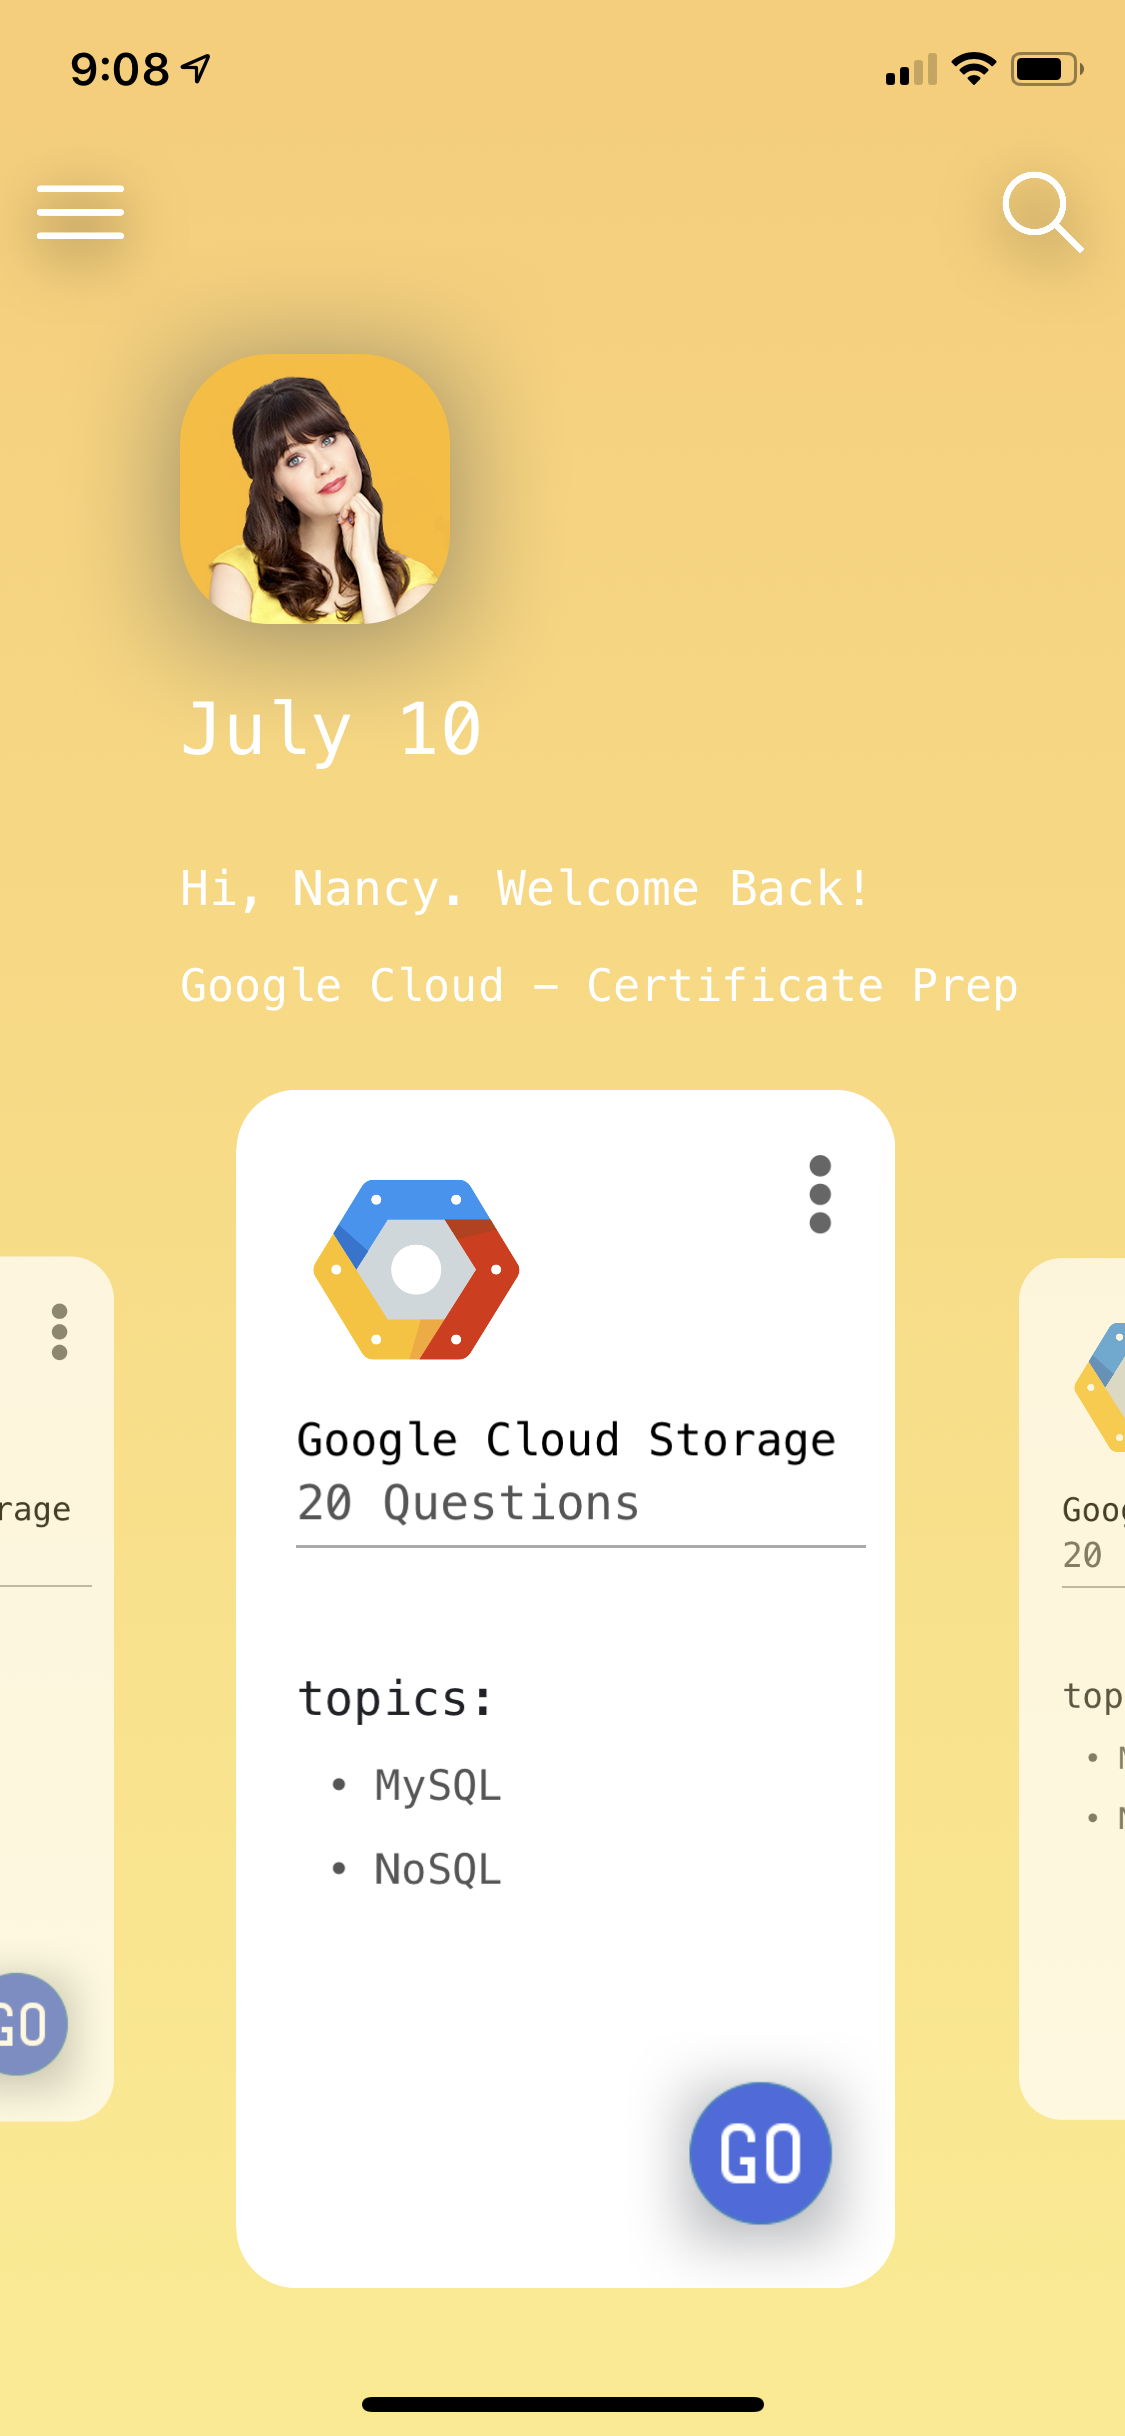 9:08
July 10
Hi, Nancy. Welcome Back!
Google Cloud – Certificate Prep
Google Cloud Storage
20 Questions
topics:
• MySQL
• NoSQL
GO
rage
GO
Goog
20
top